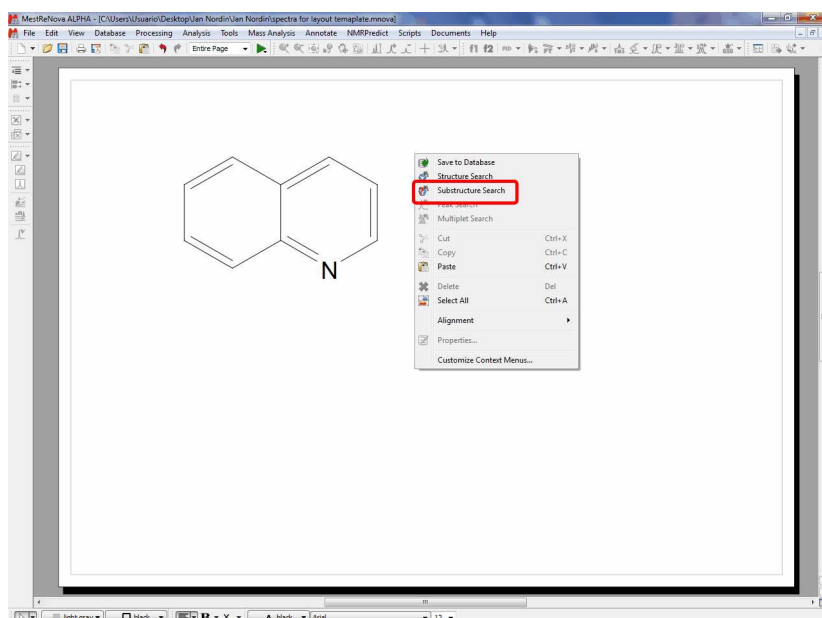 MestReNova ALPHA - [C:\Users\Usuario\Desktop\Jan Nordin\Jan Nordin\spectra for layout temaplate.mnova]
File Edit View Database Processing Analysis Tools Mass Analysis Annotate NMRPredict Scripts Documents Help
Entire Page f1 f2
Save to Database
Structure Search
Substructure Search
Peak Search
Multiplet Search
Cut Ctrl+X
Copy Ctrl+C
Paste Ctrl+V
Delete Del
Select All Ctrl+A
Alignment
Properties...
Customize Context Menus...
N
light gray black B A black Arial 12